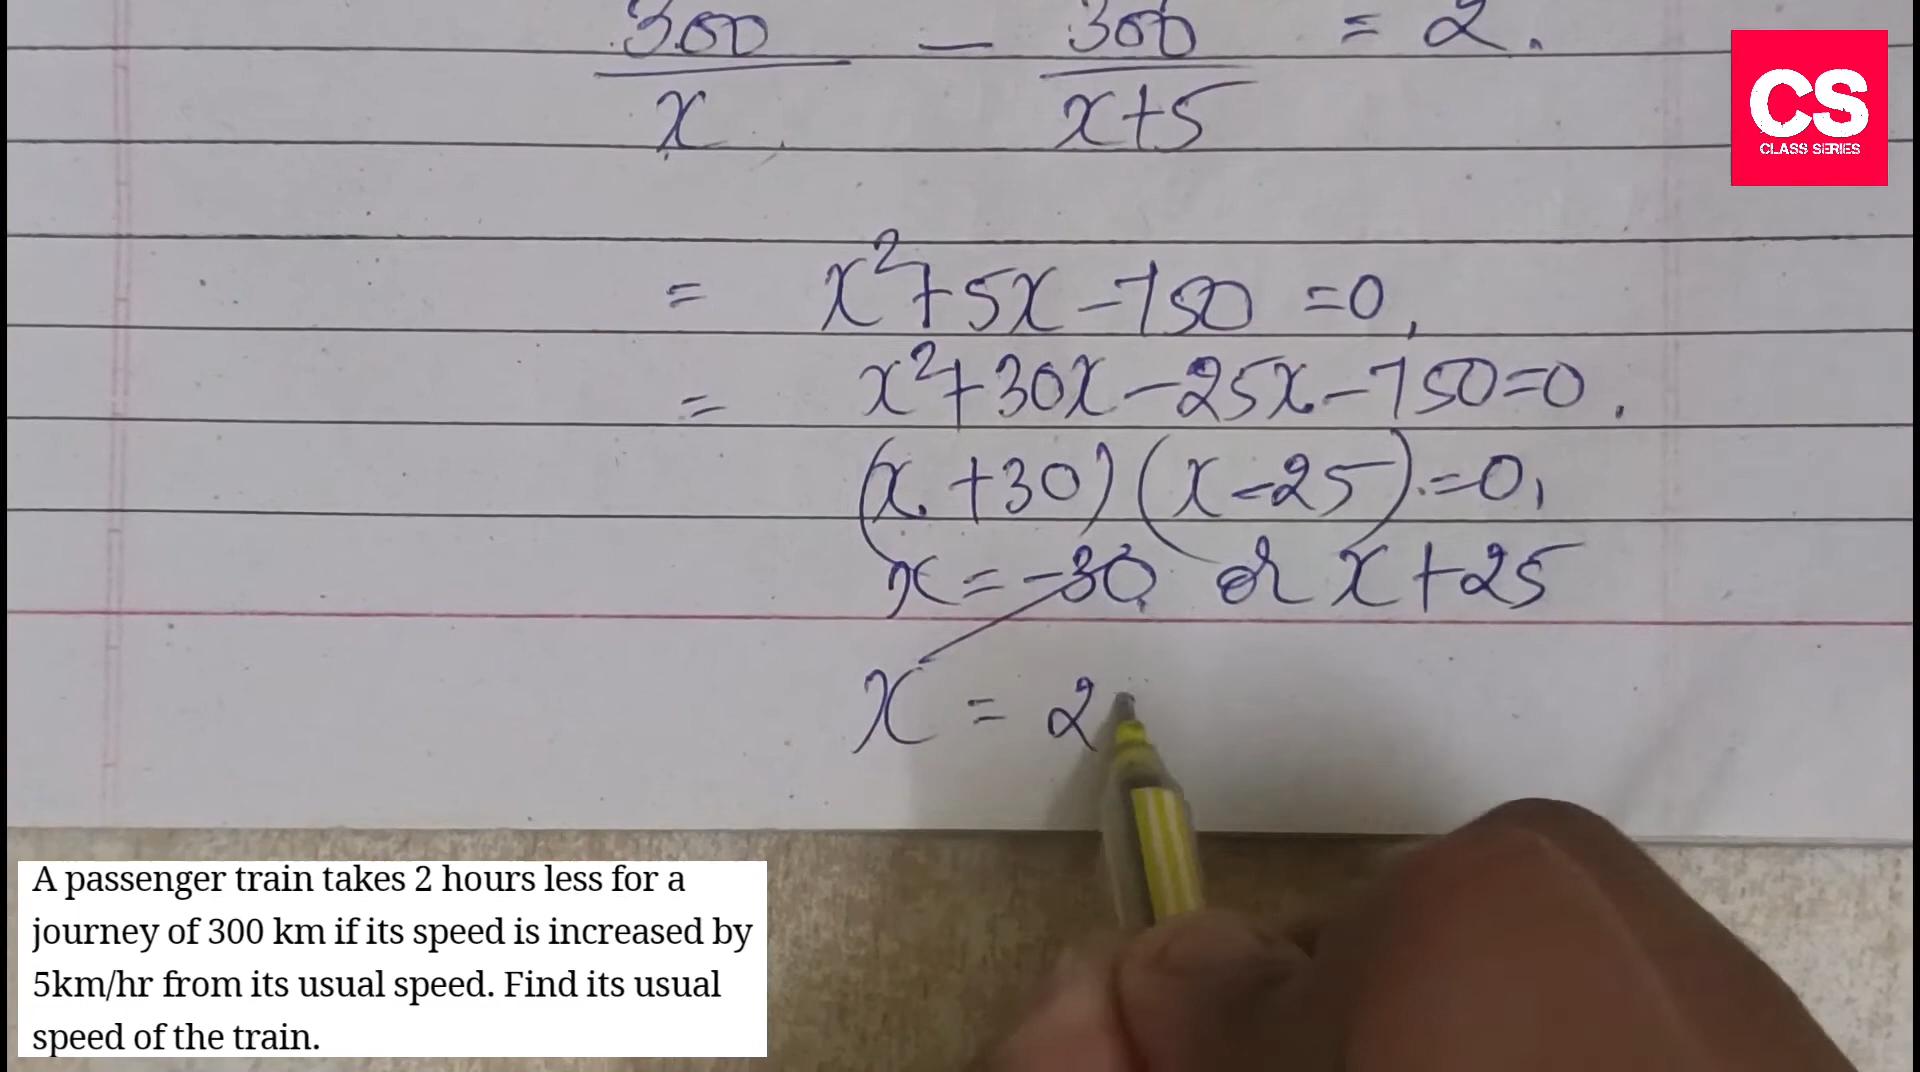 300 — 300 = 2.
x x+5
= x²+5x-750 =0,
= x²+30x-25x-750=0.
(x+30) (x-25).=0,
x = -30 or x+25
x = 2
CS
CLASS SERIES
A passenger train takes 2 hours less for a
journey of 300 km if its speed is increased by
5km/hr from its usual speed. Find its usual
speed of the train.